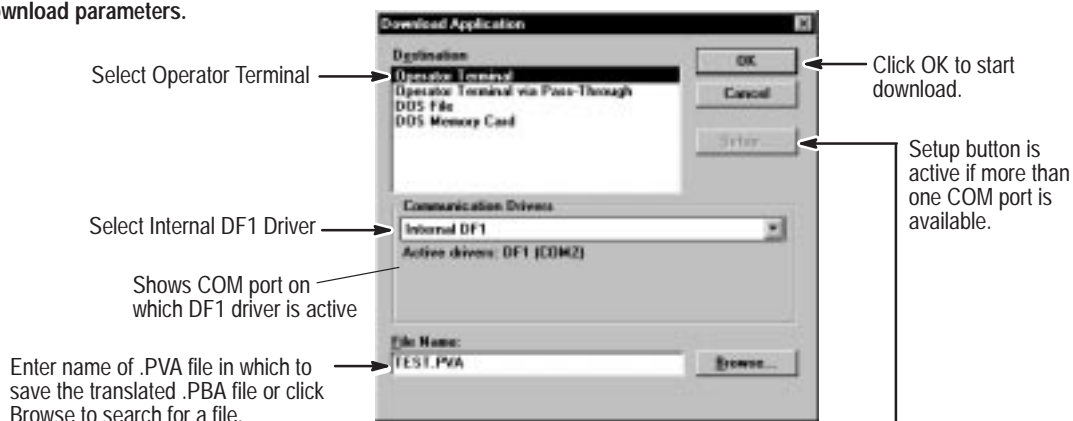 wnload parameters.
Download Application
Select Operator Terminal
Destination
Operator Terminal
Operator Terminal via Pass-Through
DOS File
DOS Memory Card
OK
Cancel
Setup...
Click OK to start
download.
Setup button is
active if more than
one COM port is
available.
Communication Drivers
Select Internal DF1 Driver
Internal DF1
Active drivers: DF1 (COM2)
Shows COM port on
which DF1 driver is active
File Name:
TEST.PVA
Browse...
Enter name of .PVA file in which to
save the translated .PBA file or click
Browse to search for a file.